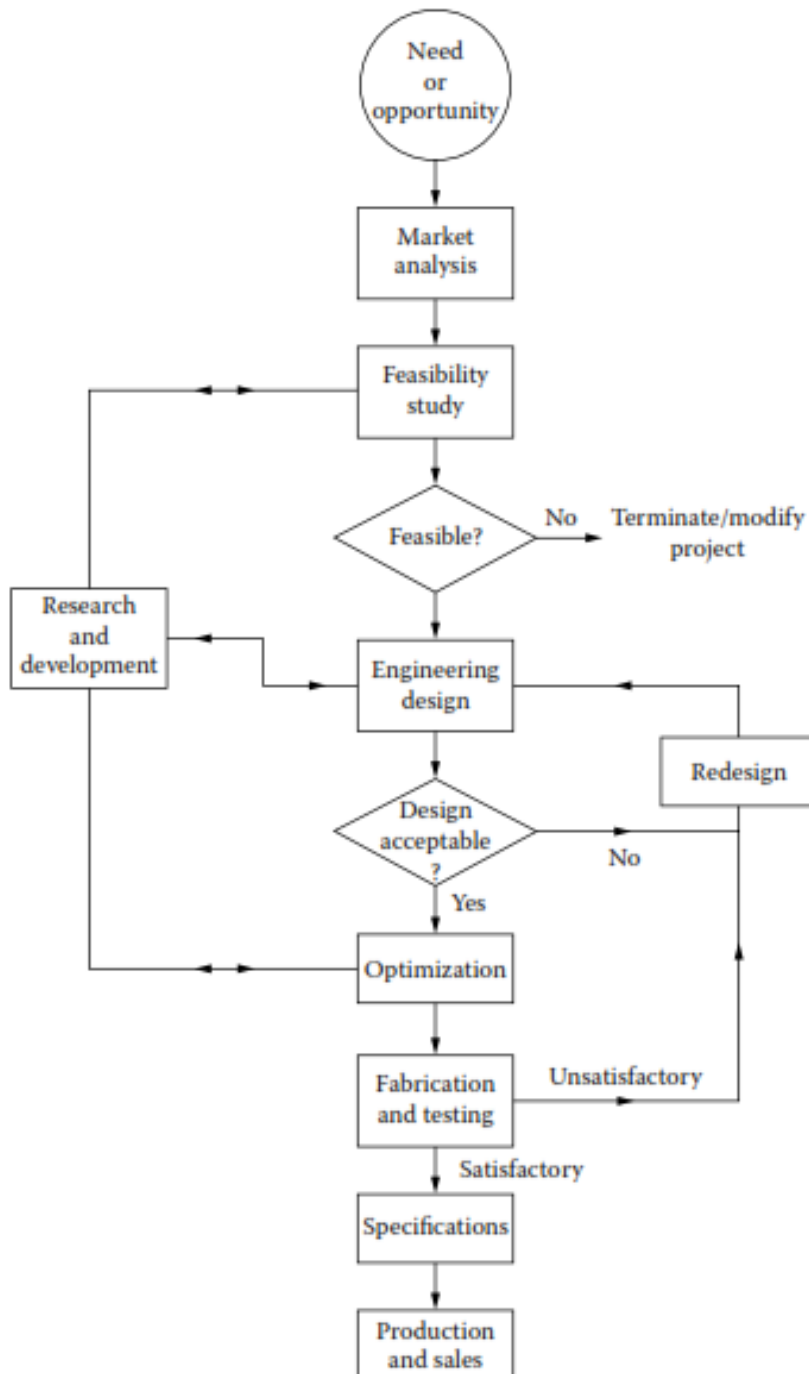 Need
or
opportunity
Market
analysis
Feasibility
study
Feasible?
No
Terminate/modify
project
Research
and
development
Engineering
design
Redesign
Design
acceptable
?
No
Yes
Optimization
Fabrication
and testing
Unsatisfactory
Satisfactory
Specifications
Production
and sales